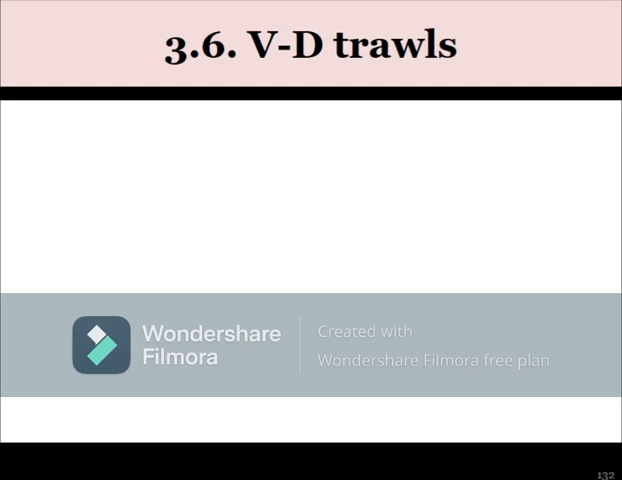 3.6. V-D trawls
Wondershare
Filmora
Created with
Wondershare Filmora free plan
132